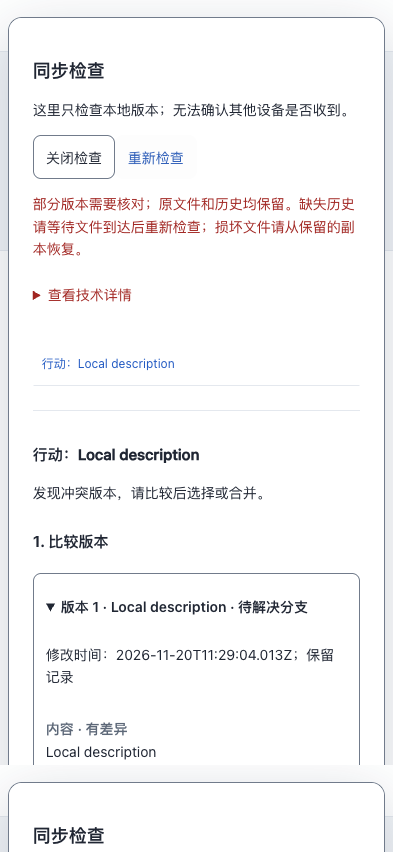 同步检查
这里只检查本地版本；无法确认其他设备是否收到。
关闭检查 重新检查
部分版本需要核对；原文件和历史均保留。缺失历史
请等待文件到达后重新检查；损坏文件请从保留的副
本恢复。
查看技术详情
行动：Local description
行动：Local description
发现冲突版本，请比较后选择或合并。
1. 比较版本
版本 1 · Local description · 待解决分支
修改时间：2026-11-20T11:29:04.013Z；保留
记录
内容 · 有差异
Local description
同步检查